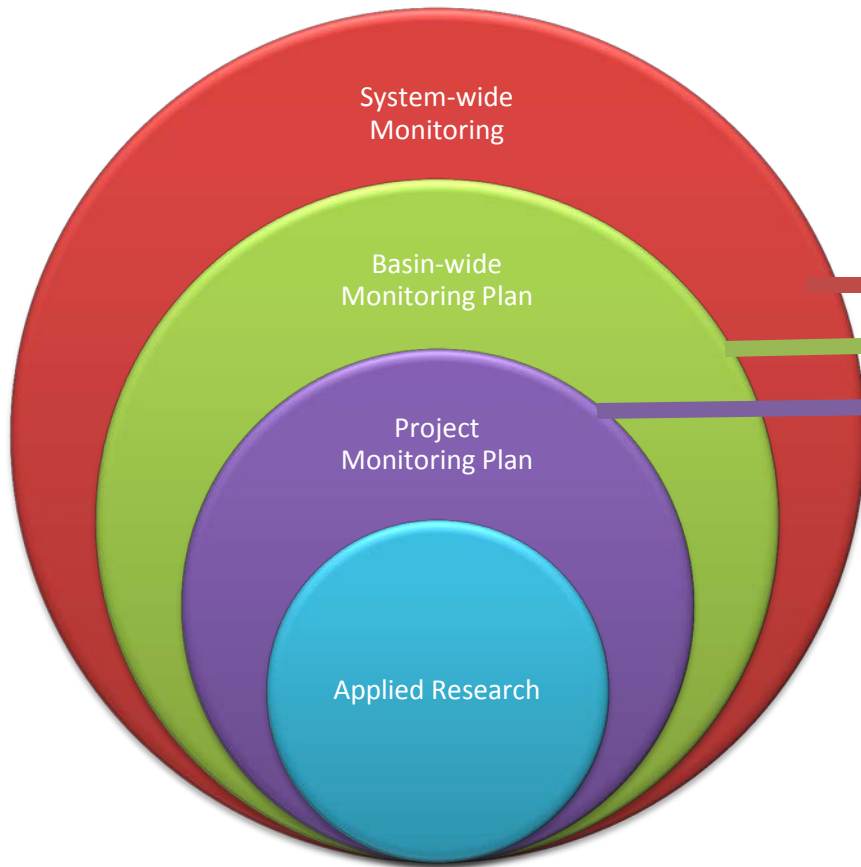 System-wide
Monitoring
Basin-wide
Monitoring Plan
Project
Monitoring Plan
Applied Research